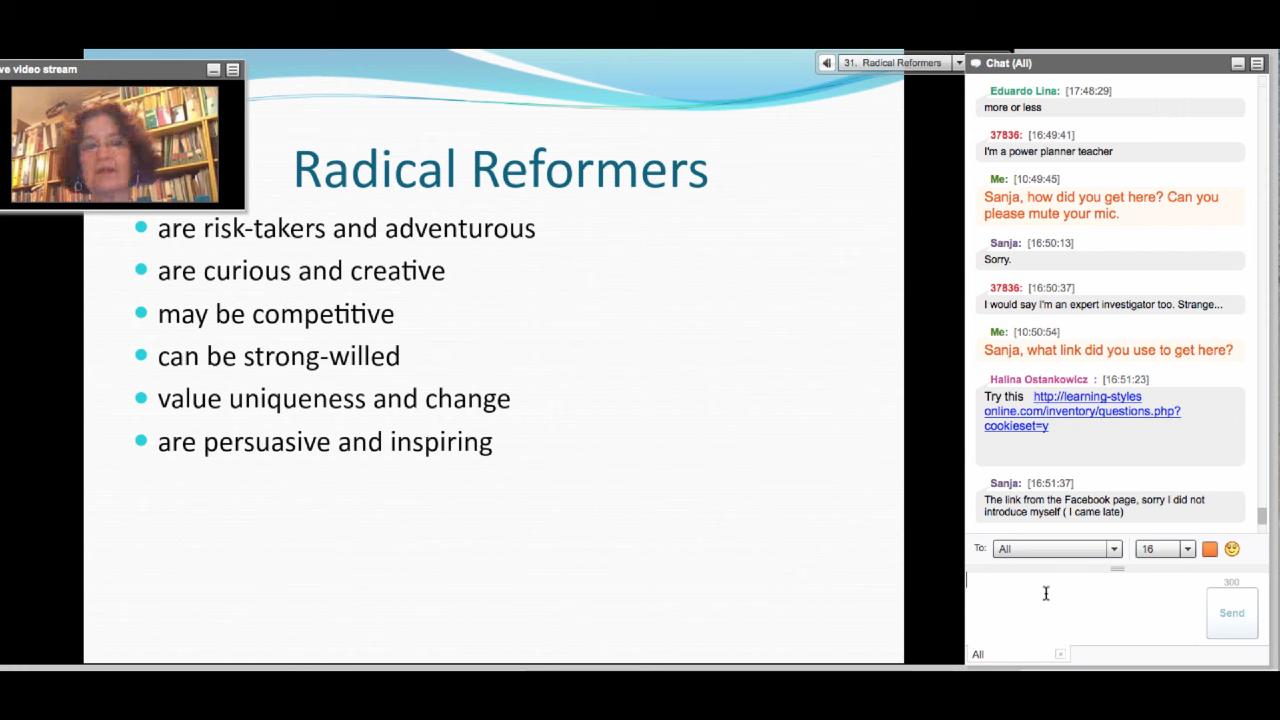 ve video stream
31. Radical Reformers
Radical Reformers
are risk-takers and adventurous
are curious and creative
may be competitive
can be strong-willed
value uniqueness and change
are persuasive and inspiring
Chat (All)
Eduardo Lina: [17:48:29]
more or less
37836: [16:49:41]
I'm a power planner teacher
Me: [10:49:45]
Sanja, how did you get here? Can you
please mute your mic.
Sanja: [16:50:13]
Sorry.
37836: [16:50:37]
I would say I'm an expert investigator too. Strange...
Me: [10:50:54]
Sanja, what link did you use to get here?
Halina Ostankowicz : [16:51:23]
Try this http://learning-styles
online.com/inventory/questions.php?
cookieset=y
Sanja: [16:51:37]
The link from the Facebook page, sorry I did not
introduce myself ( I came late)
To: All 16
300
Send
All